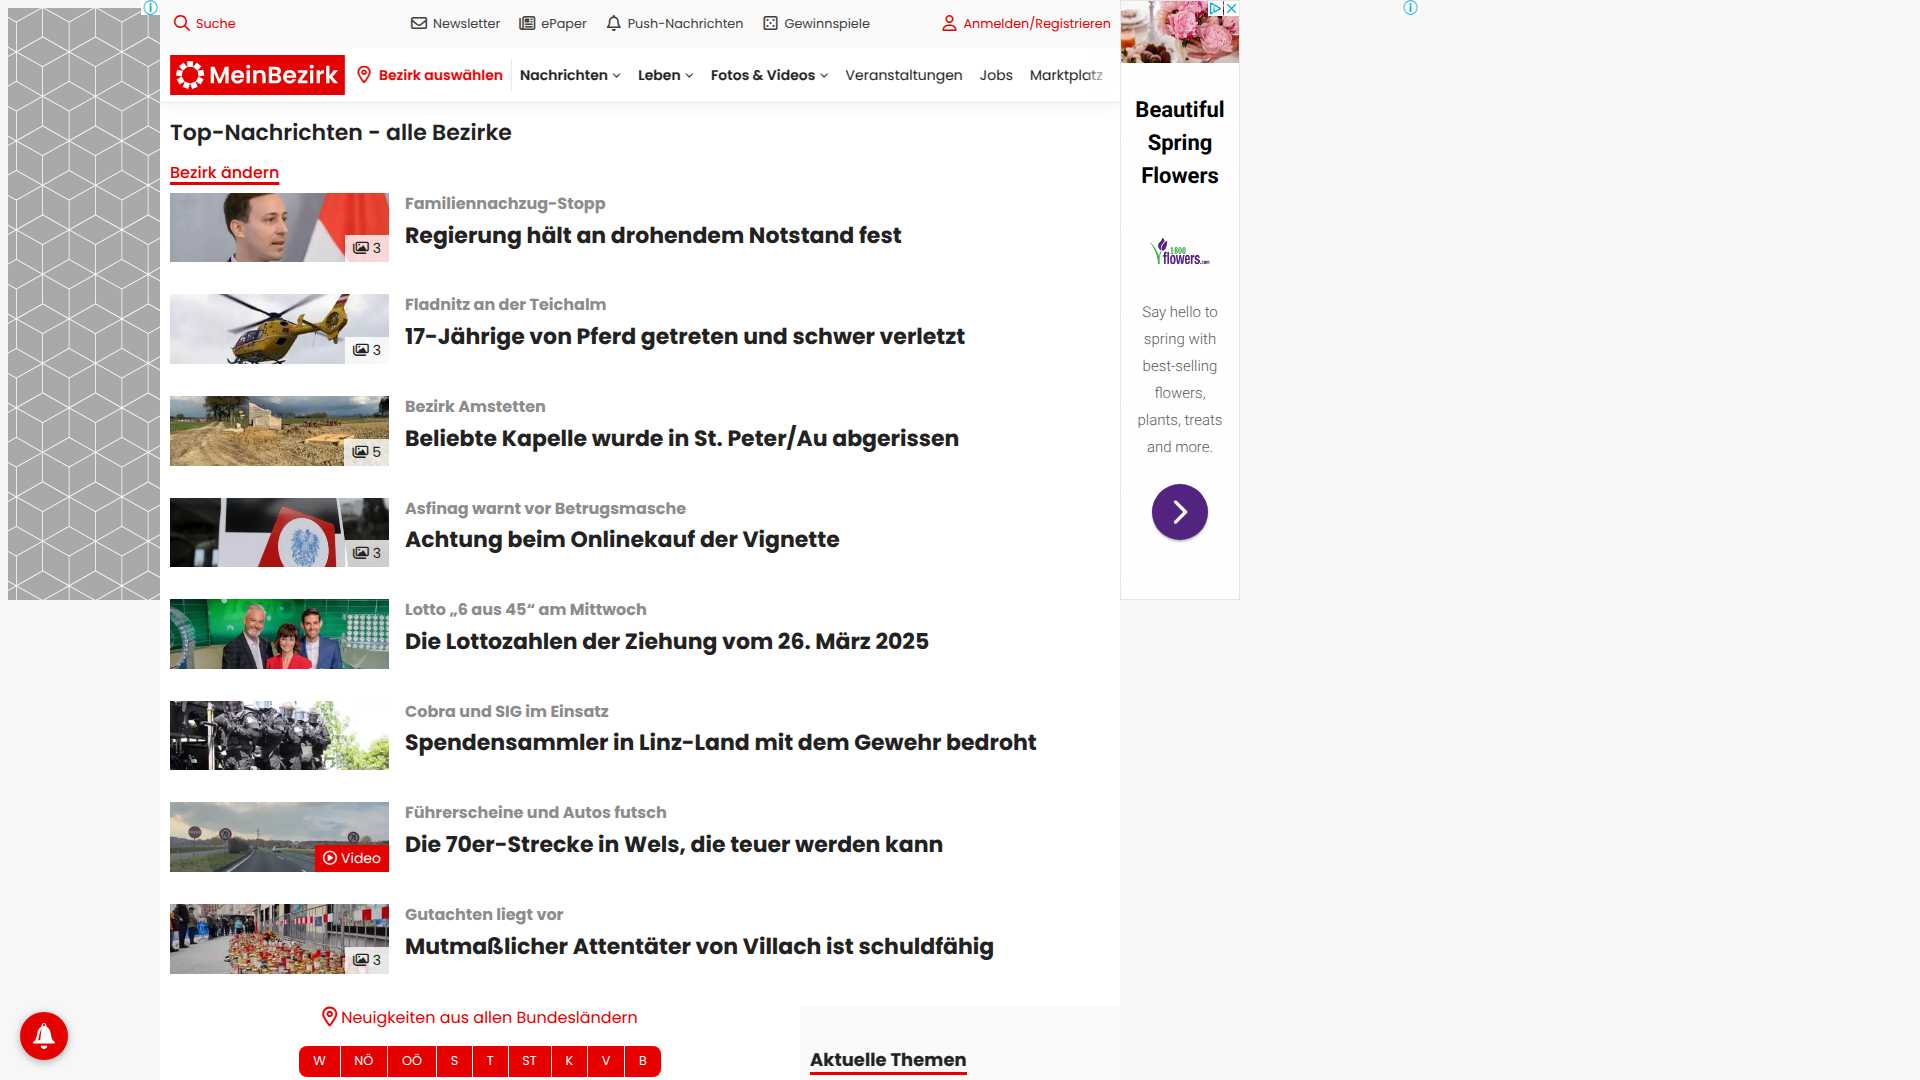 Suche
Newsletter
ePaper
Push-Nachrichten
Gewinnspiele
Anmelden/Registrieren
MeinBezirk
Bezirk auswählen
Nachrichten
Leben
Fotos & Videos
Veranstaltungen
Jobs
Marktplatz
Top-Nachrichten - alle Bezirke
Bezirk ändern
3
Familiennachzug-Stopp
Regierung hält an drohendem Notstand fest
3
Fladnitz an der Teichalm
17-Jährige von Pferd getreten und schwer verletzt
5
Bezirk Amstetten
Beliebte Kapelle wurde in St. Peter/Au abgerissen
3
Asfinag warnt vor Betrugsmasche
Achtung beim Onlinekauf der Vignette
Lotto „6 aus 45“ am Mittwoch
Die Lottozahlen der Ziehung vom 26. März 2025
Cobra und SIG im Einsatz
Spendensammler in Linz-Land mit dem Gewehr bedroht
Video
Führerscheine und Autos futsch
Die 70er-Strecke in Wels, die teuer werden kann
3
Gutachten liegt vor
Mutmaßlicher Attentäter von Villach ist schuldfähig
Neuigkeiten aus allen Bundesländern
W NÖ OÖ S T ST K V B
Aktuelle Themen
Beautiful
Spring
Flowers
1800
flowers.com
Say hello to
spring with
best-selling
flowers,
plants, treats
and more.